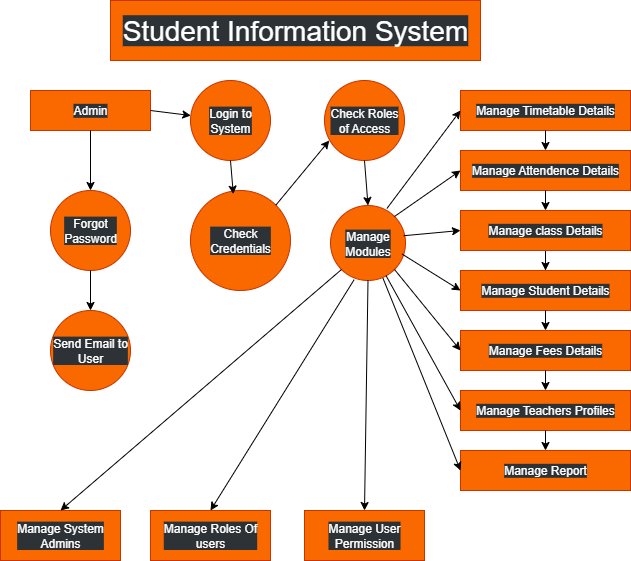 Student Information System
Admin
Login to
System
Check Roles
of Access
Manage Timetable Details
Manage Attendence Details
Forgot
Password
Check
Credentials
Manage
Modules
Manage class Details
Manage Student Details
Send Email to
User
Manage Fees Details
Manage Teachers Profiles
Manage Report
Manage System
Admins
Manage Roles Of
users
Manage User
Permission